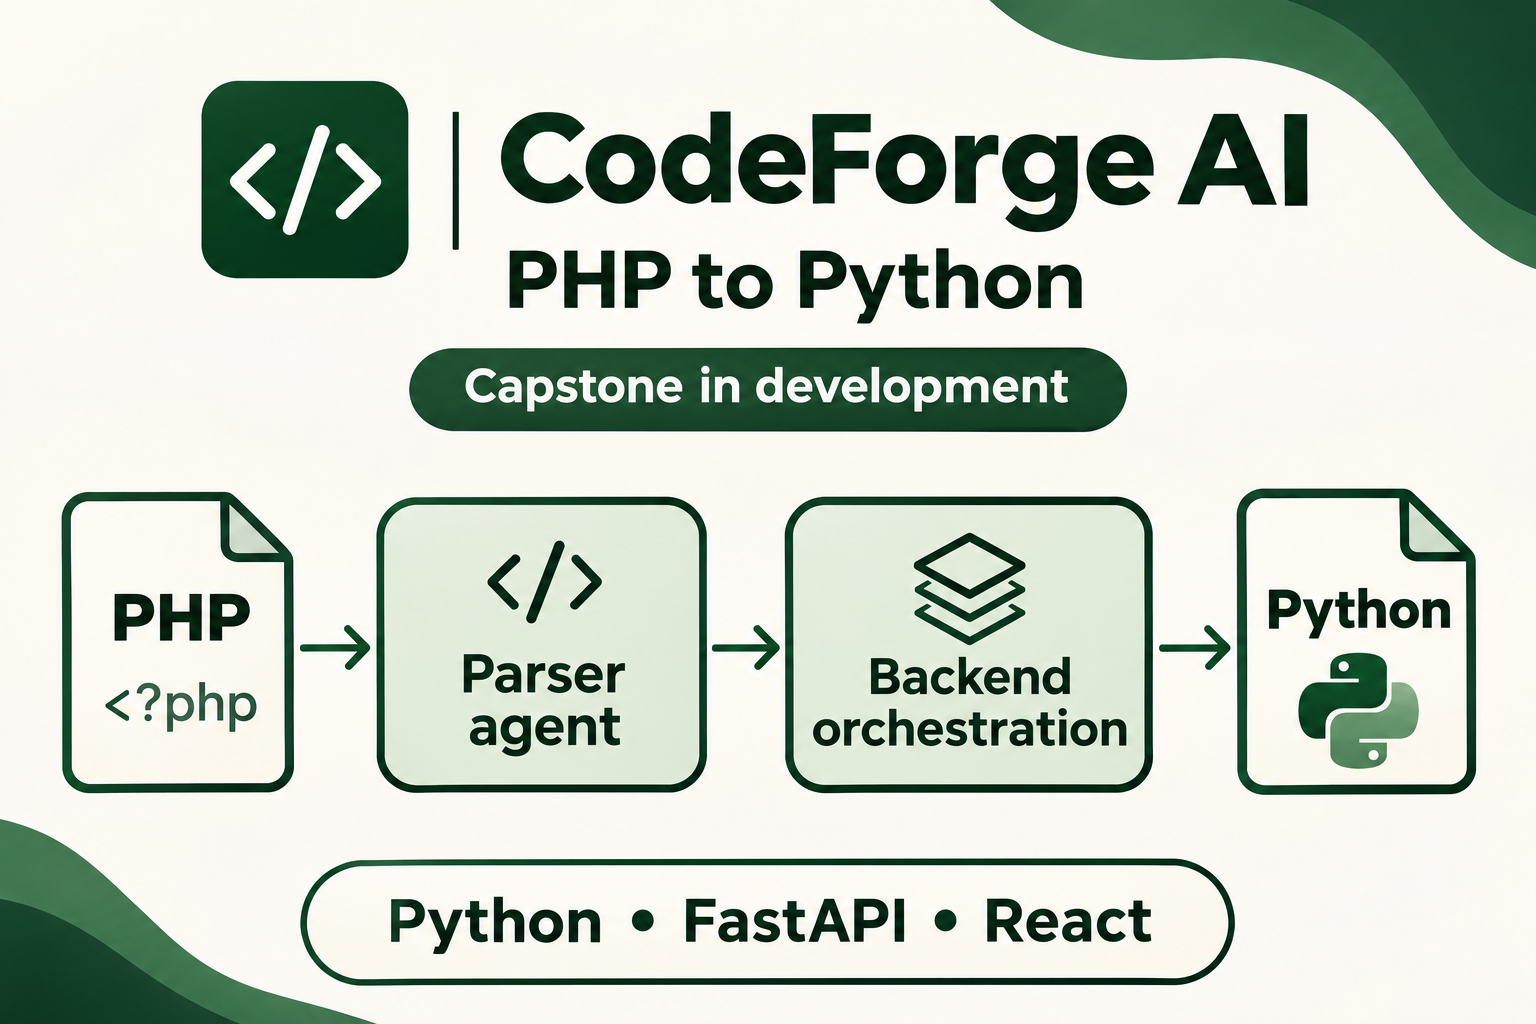 </>
CodeForge AI
PHP to Python
Capstone in development
PHP
<?php
</>
Parser
agent
Backend
orchestration
Python
Python • FastAPI • React